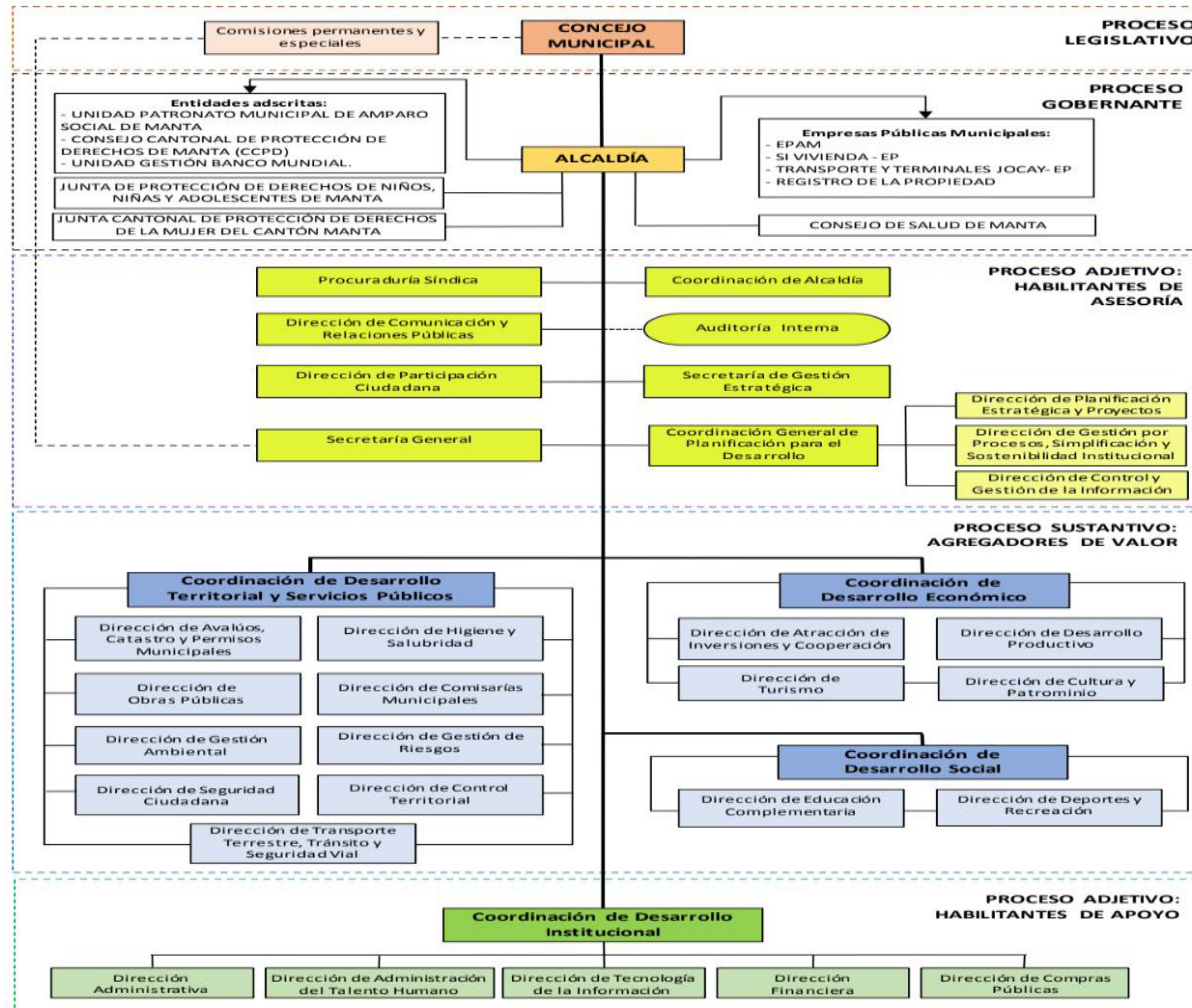 Comisiones permanentes y
especiales
CONCEJO
MUNICIPAL
PROCESO
LEGISLATIVO
PROCESO
GOBERNANTE
Entidades adscritas:
- UNIDAD PATRONATO MUNICIPAL DE AMPARO
SOCIAL DE MANTA
- CONSEJO CANTONAL DE PROTECCIÓN DE
DERECHOS DE MANTA (CCPD)
- UNIDAD GESTIÓN BANCO MUNDIAL.
ALCALDÍA
Empresas Públicas Municipales:
- EPAM
- SI VIVIENDA - EP
- TRANSPORTE Y TERMINALES JOCAY- EP
- REGISTRO DE LA PROPIEDAD
JUNTA DE PROTECCIÓN DE DERECHOS DE NIÑOS,
NIÑAS Y ADOLESCENTES DE MANTA
JUNTA CANTONAL DE PROTECCIÓN DE DERECHOS
DE LA MUJER DEL CANTÓN MANTA
CONSEJO DE SALUD DE MANTA
PROCESO ADJETIVO:
HABILITANTES DE
ASESORÍA
Procuraduría Síndica
Coordinación de Alcaldía
Dirección de Comunicación y
Relaciones Públicas
Auditoría Interna
Dirección de Participación
Ciudadana
Secretaría de Gestión
Estratégica
Secretaría General
Coordinación General de
Planificación para el
Desarrollo
Dirección de Planificación
Estratégica y Proyectos
Dirección de Gestión por
Procesos, Simplificación y
Sostenibilidad Institucional
Dirección de Control y
Gestión de la Información
PROCESO SUSTANTIVO:
AGREGADORES DE VALOR
Coordinación de Desarrollo
Territorial y Servicios Públicos
Dirección de Avalúos,
Catastro y Permisos
Municipales
Dirección de Higiene y
Salubridad
Dirección de
Obras Públicas
Dirección de Comisarías
Municipales
Dirección de Gestión
Ambiental
Dirección de Gestión de
Riesgos
Dirección de Seguridad
Ciudadana
Dirección de Control
Territorial
Dirección de Transporte
Terrestre, Tránsito y
Seguridad Vial
Coordinación de
Desarrollo Económico
Dirección de Atracción de
Inversiones y Cooperación
Dirección de Desarrollo
Productivo
Dirección de
Turismo
Dirección de Cultura y
Patrominio
Coordinación de
Desarrollo Social
Dirección de Educación
Complementaria
Dirección de Deportes y
Recreación
PROCESO ADJETIVO:
HABILITANTES DE APOYO
Coordinación de Desarrollo
Institucional
Dirección
Administrativa
Dirección de Administración
del Talento Humano
Dirección de Tecnología
de la Información
Dirección
Financiera
Dirección de Compras
Públicas